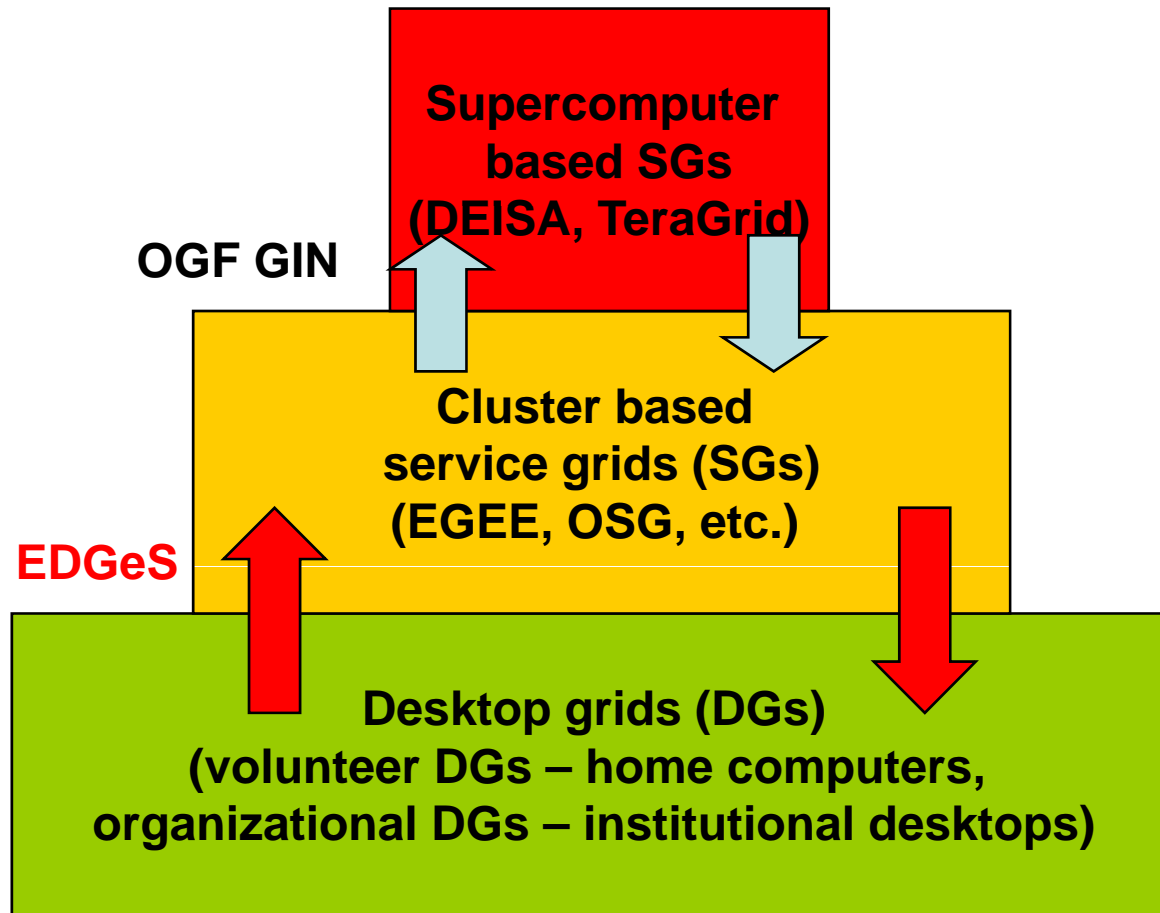 Supercomputer
based SGs
(DEISA, TeraGrid)
OGF GIN
Cluster based
service grids (SGs)
(EGEE, OSG, etc.)
EDGeS
Desktop grids (DGs)
(volunteer DGs – home computers,
organizational DGs – institutional desktops)